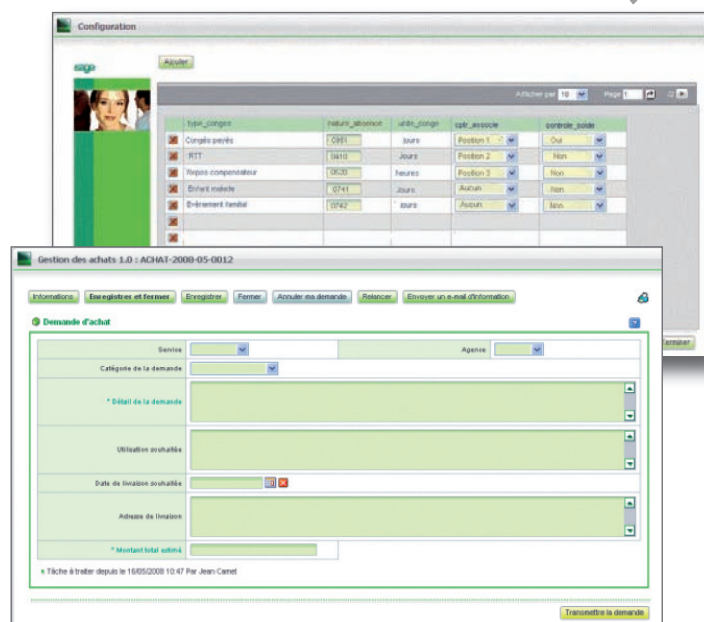 Configuration
sage
Ajouter
Afficher par 10 Page 1 /2
type_conges nature_absence unite_conge cptr_associe controle_solde
Congés payés 0361 Jours Position 1 Oui
RTT 0410 Jours Position 2 Non
Repos compensateur 0620 heures Position 3 Non
Enfant malade 0741 Jours Aucun Non
Evènement familial 0742 jours Aucun Non
Terminer
Gestion des achats 1.0 : ACHAT-2008-05-0012
Informations Enregistrer et fermer Enregistrer Fermer Annuler ma demande Relancer Envoyer un e-mail d'information
Demande d'achat
Service Agence
Catégorie de la demande
* Détail de la demande
Utilisation souhaitée
Date de livraison souhaitée
Adresse de livraison
* Montant total estimé
Tâche à traiter depuis le 16/05/2008 10:47 Par Jean Camet
Transmettre la demande